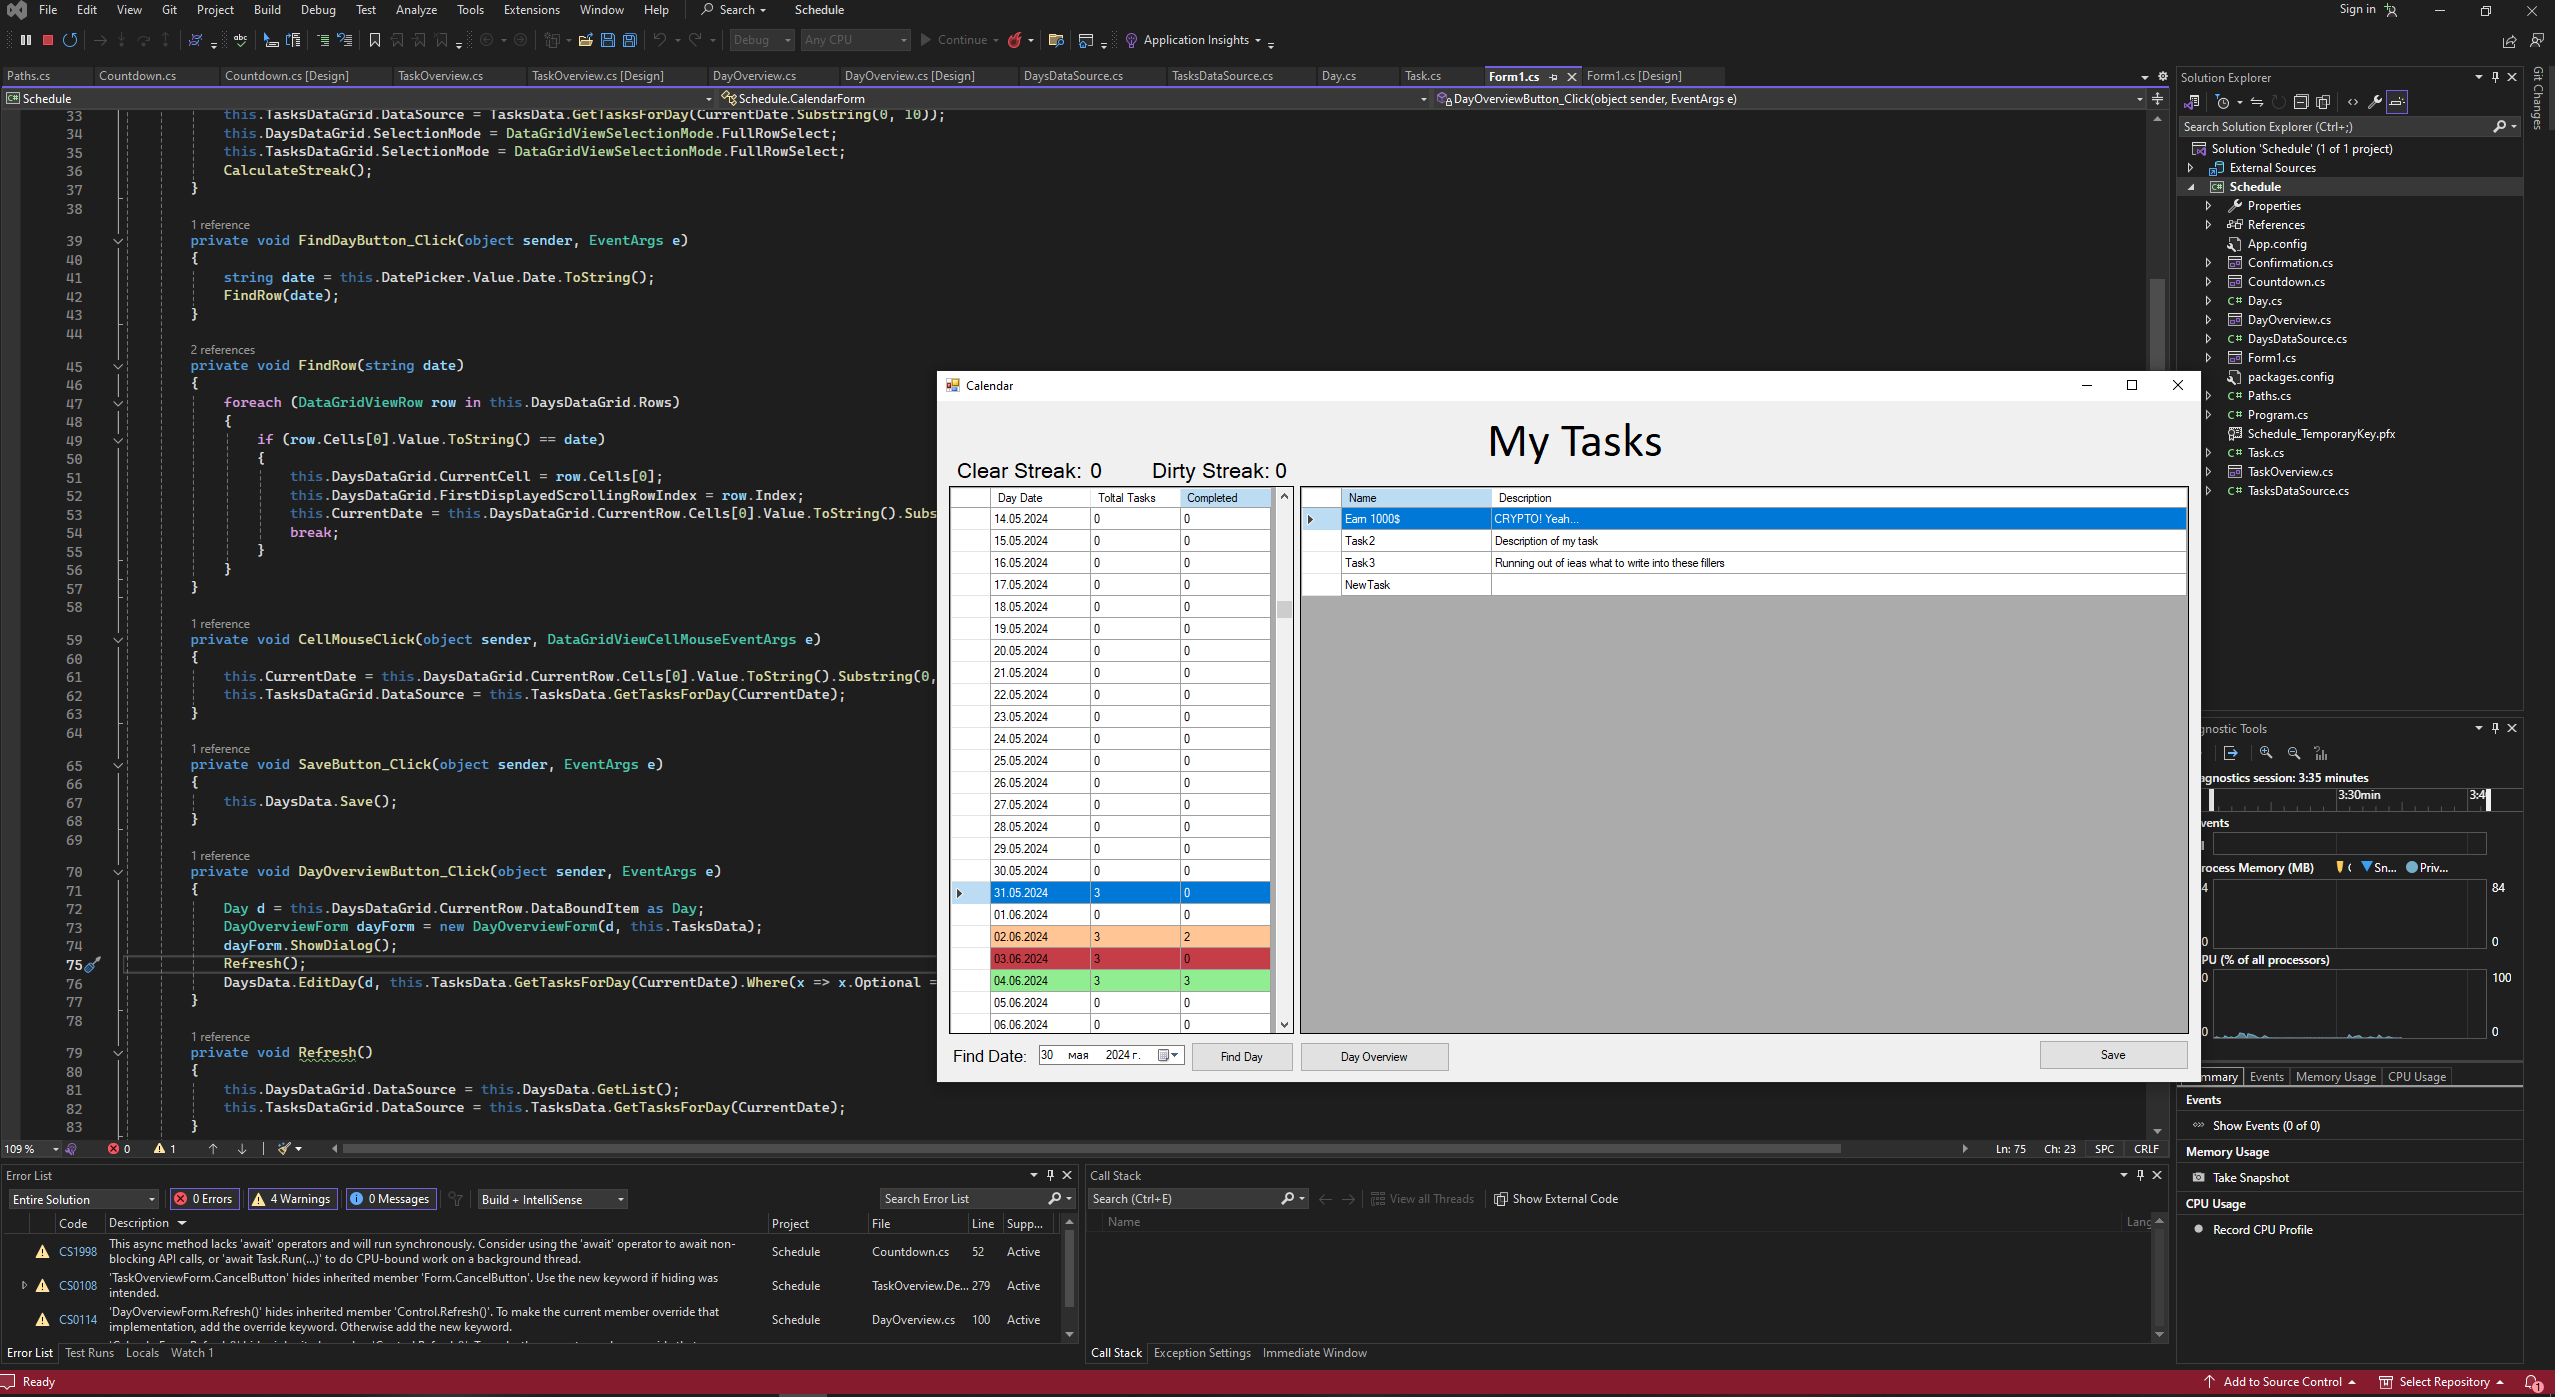 File Edit View Git Project Build Debug Test Analyze Tools Extensions Window Help Search Schedule Sign in
Debug Any CPU Continue Application Insights
Paths.cs Countdown.cs Countdown.cs [Design] TaskOverview.cs TaskOverview.cs [Design] DayOverview.cs DayOverview.cs [Design] DaysDataSource.cs TasksDataSource.cs Day.cs Task.cs Form1.cs Form1.cs [Design]
Schedule Schedule.CalendarForm DayOverviewButton_Click(object sender, EventArgs e)
33 this.TasksDataGrid.DataSource = TasksData.GetTasksForDay(CurrentDate.Substring(0, 10));
34 this.DaysDataGrid.SelectionMode = DataGridViewSelectionMode.FullRowSelect;
35 this.TasksDataGrid.SelectionMode = DataGridViewSelectionMode.FullRowSelect;
36 CalculateStreak();
37 }
38
1 reference
39 private void FindDayButton_Click(object sender, EventArgs e)
40 {
41 string date = this.DatePicker.Value.Date.ToString();
42 FindRow(date);
43 }
44
2 references
45 private void FindRow(string date)
46 {
47 foreach (DataGridViewRow row in this.DaysDataGrid.Rows)
48 {
49 if (row.Cells[0].Value.ToString() == date)
50 {
51 this.DaysDataGrid.CurrentCell = row.Cells[0];
52 this.DaysDataGrid.FirstDisplayedScrollingRowIndex = row.Index;
53 this.CurrentDate = this.DaysDataGrid.CurrentRow.Cells[0].Value.ToString().Subs
54 break;
55 }
56 }
57 }
58
1 reference
59 private void CellMouseClick(object sender, DataGridViewCellMouseEventArgs e)
60 {
61 this.CurrentDate = this.DaysDataGrid.CurrentRow.Cells[0].Value.ToString().Substring(0,
62 this.TasksDataGrid.DataSource = this.TasksData.GetTasksForDay(CurrentDate);
63 }
64
1 reference
65 private void SaveButton_Click(object sender, EventArgs e)
66 {
67 this.DaysData.Save();
68 }
69
1 reference
70 private void DayOverviewButton_Click(object sender, EventArgs e)
71 {
72 Day d = this.DaysDataGrid.CurrentRow.DataBoundItem as Day;
73 DayOverviewForm dayForm = new DayOverviewForm(d, this.TasksData);
74 dayForm.ShowDialog();
75 Refresh();
76 DaysData.EditDay(d, this.TasksData.GetTasksForDay(CurrentDate).Where(x => x.Optional =
77 }
78
1 reference
79 private void Refresh()
80 {
81 this.DaysDataGrid.DataSource = this.DaysData.GetList();
82 this.TasksDataGrid.DataSource = this.TasksData.GetTasksForDay(CurrentDate);
83 }
109 % 0 1 Ln: 75 Ch: 23 SPC CRLF
Calendar
My Tasks
Clear Streak: 0 Dirty Streak: 0
Day Date Toltal Tasks Completed
14.05.2024 0 0
15.05.2024 0 0
16.05.2024 0 0
17.05.2024 0 0
18.05.2024 0 0
19.05.2024 0 0
20.05.2024 0 0
21.05.2024 0 0
22.05.2024 0 0
23.05.2024 0 0
24.05.2024 0 0
25.05.2024 0 0
26.05.2024 0 0
27.05.2024 0 0
28.05.2024 0 0
29.05.2024 0 0
30.05.2024 0 0
31.05.2024 3 0
01.06.2024 0 0
02.06.2024 3 2
03.06.2024 3 0
04.06.2024 3 3
05.06.2024 0 0
06.06.2024 0 0
Name Description
Earn 1000$ CRYPTO! Yeah...
Task2 Description of my task
Task3 Running out of ieas what to write into these fillers
NewTask
Find Date: 30 мая 2024 г. Find Day Day Overview Save
Solution Explorer
Search Solution Explorer (Ctrl+;)
Solution 'Schedule' (1 of 1 project)
External Sources
Schedule
Properties
References
App.config
Confirmation.cs
Countdown.cs
Day.cs
DayOverview.cs
DaysDataSource.cs
Form1.cs
packages.config
Paths.cs
Program.cs
Schedule_TemporaryKey.pfx
Task.cs
TaskOverview.cs
TasksDataSource.cs
Git Changes
gnostic Tools
agnostics session: 3:35 minutes
3:30min 3:4
vents
rocess Memory (MB) Sn... Priv...
4 84
0 0
PU (% of all processors)
0 100
0 0
mmary Events Memory Usage CPU Usage
Events
Show Events (0 of 0)
Memory Usage
Take Snapshot
CPU Usage
Record CPU Profile
Error List
Entire Solution 0 Errors 4 Warnings 0 Messages Build + IntelliSense Search Error List
Code Description Project File Line Supp...
CS1998 This async method lacks 'await' operators and will run synchronously. Consider using the 'await' operator to await non-
blocking API calls, or 'await Task.Run(...)' to do CPU-bound work on a background thread. Schedule Countdown.cs 52 Active
CS0108 'TaskOverviewForm.CancelButton' hides inherited member 'Form.CancelButton'. Use the new keyword if hiding was
intended. Schedule TaskOverview.De... 279 Active
CS0114 'DayOverviewForm.Refresh()' hides inherited member 'Control.Refresh()'. To make the current member override that
implementation, add the override keyword. Otherwise add the new keyword. Schedule DayOverview.cs 100 Active
Error List Test Runs Locals Watch 1
Call Stack
Search (Ctrl+E) View all Threads Show External Code
Name Lang
Call Stack Exception Settings Immediate Window
Ready Add to Source Control Select Repository 1